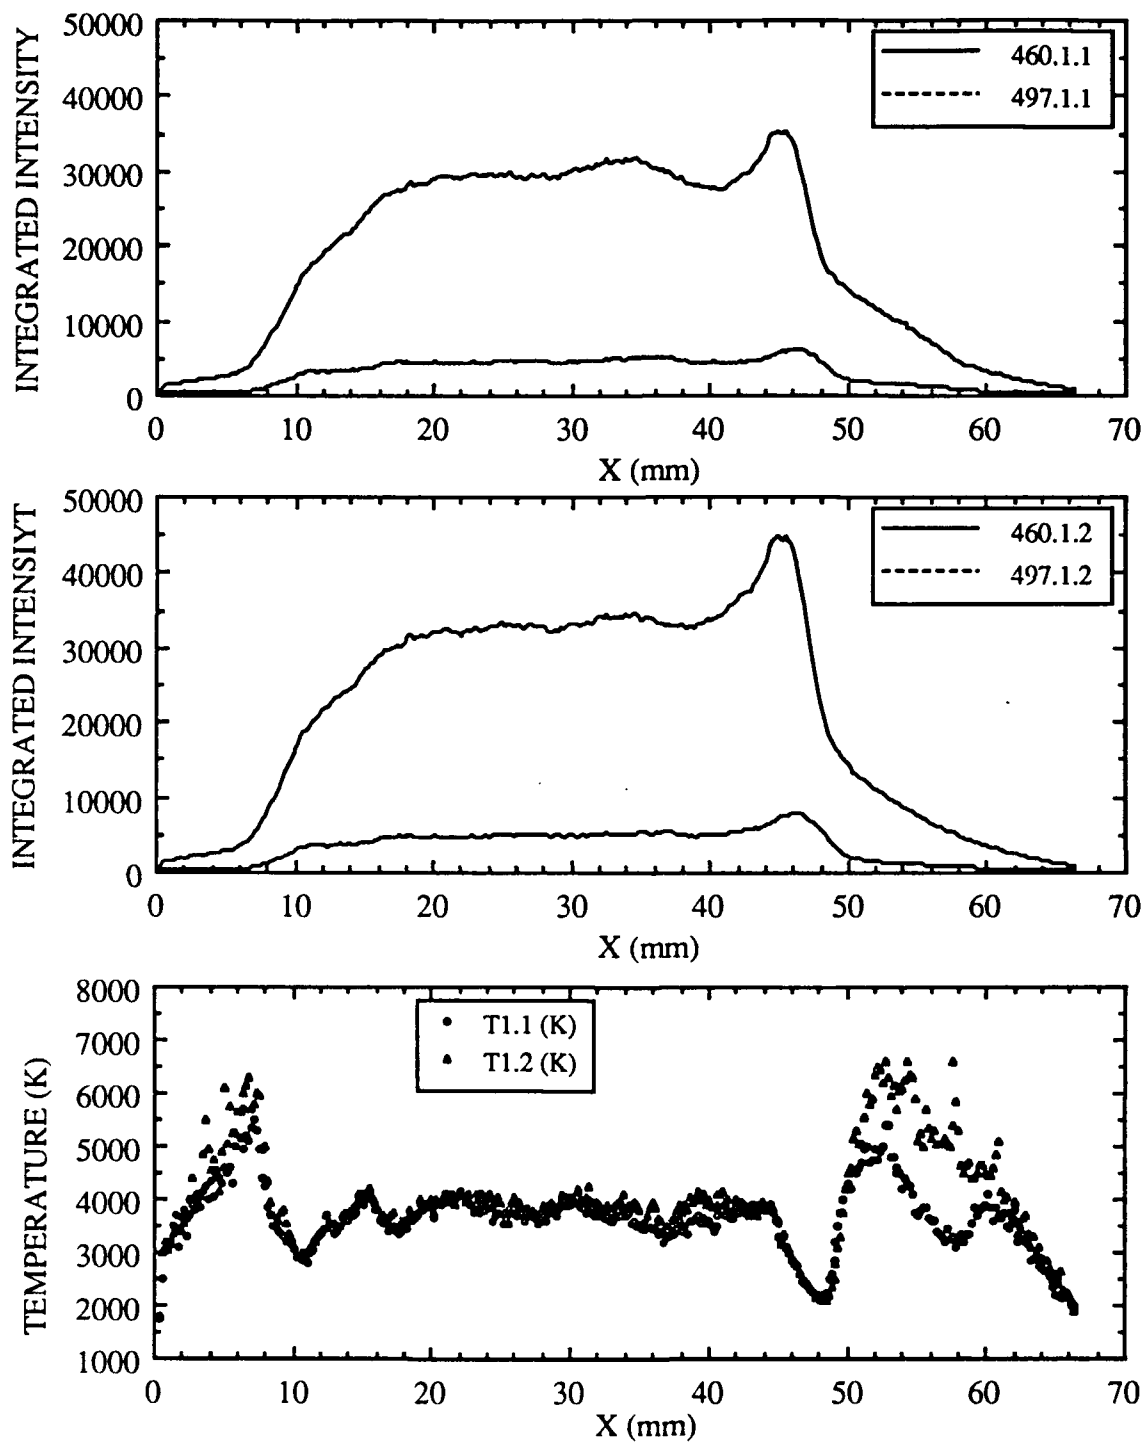 50000
40000
30000
20000
10000
0
INTEGRATED INTENSITY
460.1.1
497.1.1
0 10 20 30 40 50 60 70
X (mm)
50000
40000
30000
20000
10000
0
INTEGRATED INTENSIYT
460.1.2
497.1.2
0 10 20 30 40 50 60 70
X (mm)
8000
7000
6000
5000
4000
3000
2000
1000
TEMPERATURE (K)
T1.1 (K)
T1.2 (K)
0 10 20 30 40 50 60 70
X (mm)